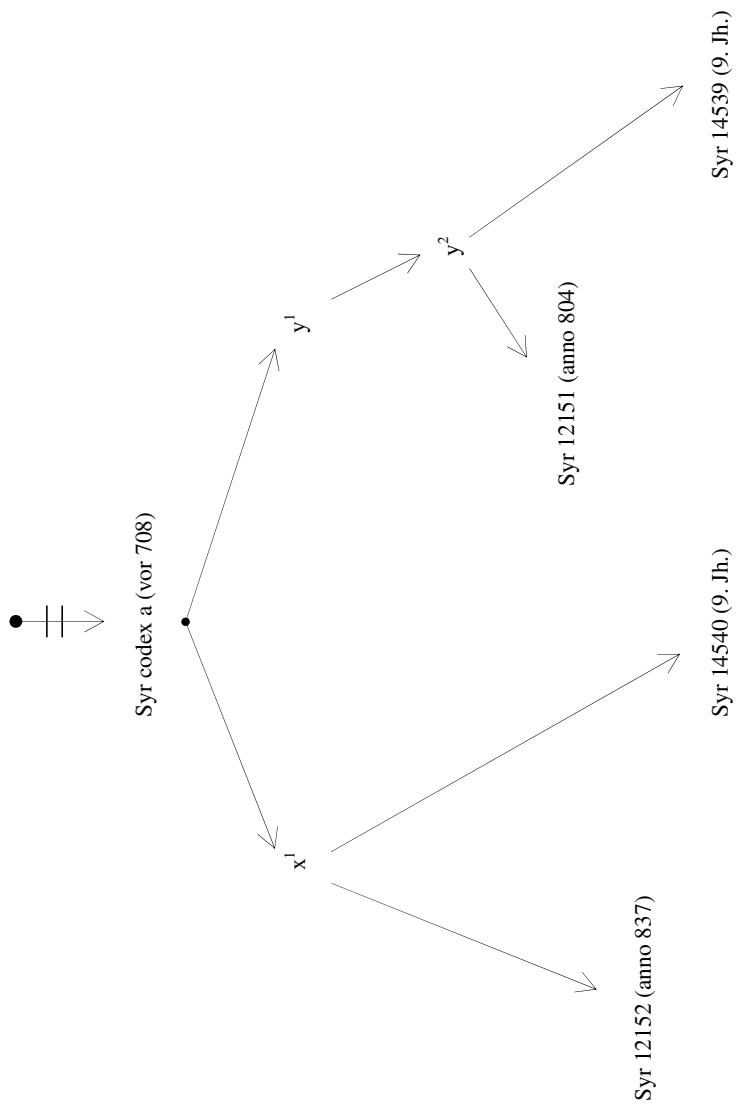 Syr codex a (vor 708)
x¹
y¹
y²
Syr 12151 (anno 804)
Syr 12152 (anno 837)
Syr 14540 (9. Jh.)
Syr 14539 (9. Jh.)